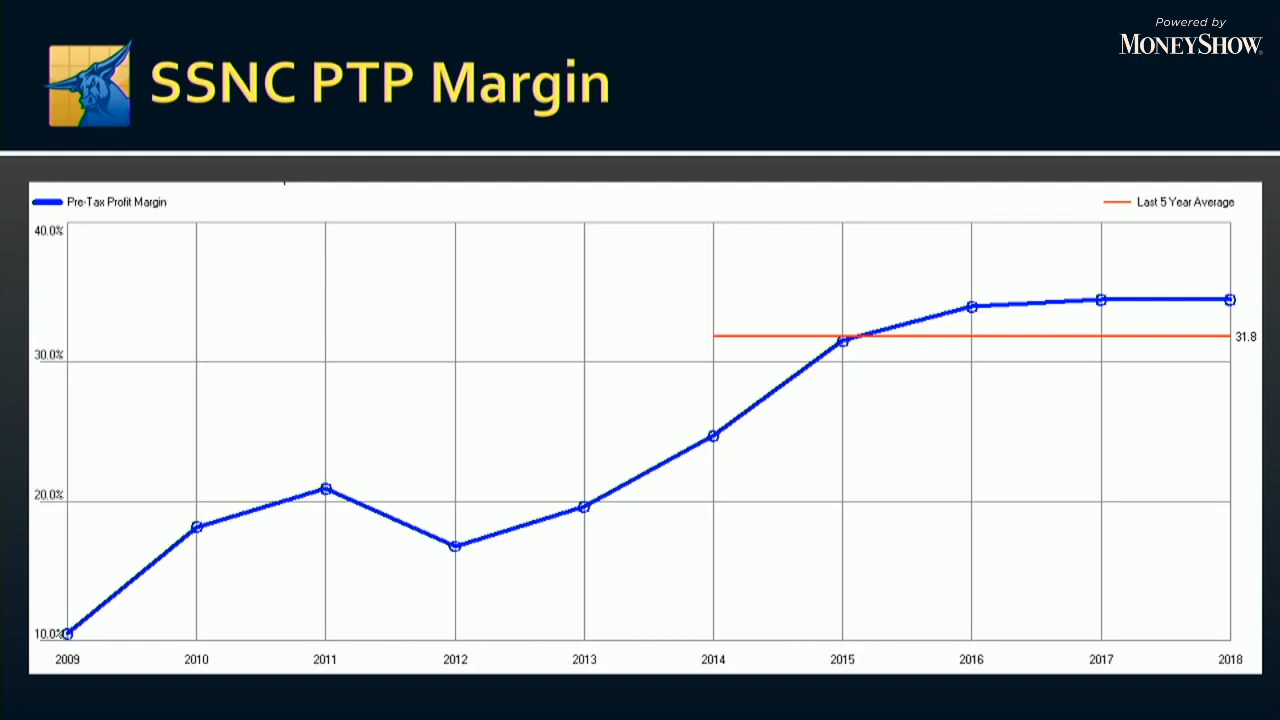 Powered by
MONEYSHOW®
SSNC PTP Margin
Pre-Tax Profit Margin
Last 5 Year Average
40.0%
30.0%
20.0%
10.0%
31.8
2009 2010 2011 2012 2013 2014 2015 2016 2017 2018